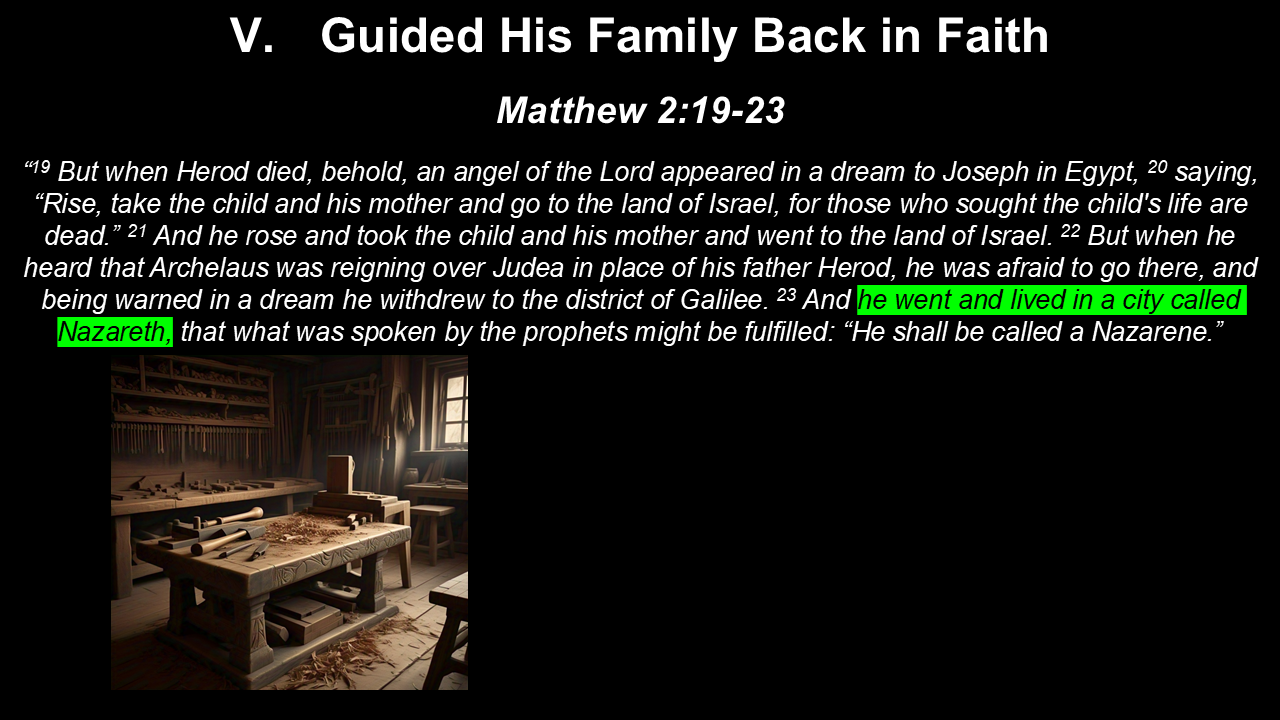 V. Guided His Family Back in Faith
Matthew 2:19-23
“19 But when Herod died, behold, an angel of the Lord appeared in a dream to Joseph in Egypt, 20 saying,
“Rise, take the child and his mother and go to the land of Israel, for those who sought the child's life are
dead.” 21 And he rose and took the child and his mother and went to the land of Israel. 22 But when he
heard that Archelaus was reigning over Judea in place of his father Herod, he was afraid to go there, and
being warned in a dream he withdrew to the district of Galilee. 23 And he went and lived in a city called
Nazareth, that what was spoken by the prophets might be fulfilled: “He shall be called a Nazarene.”